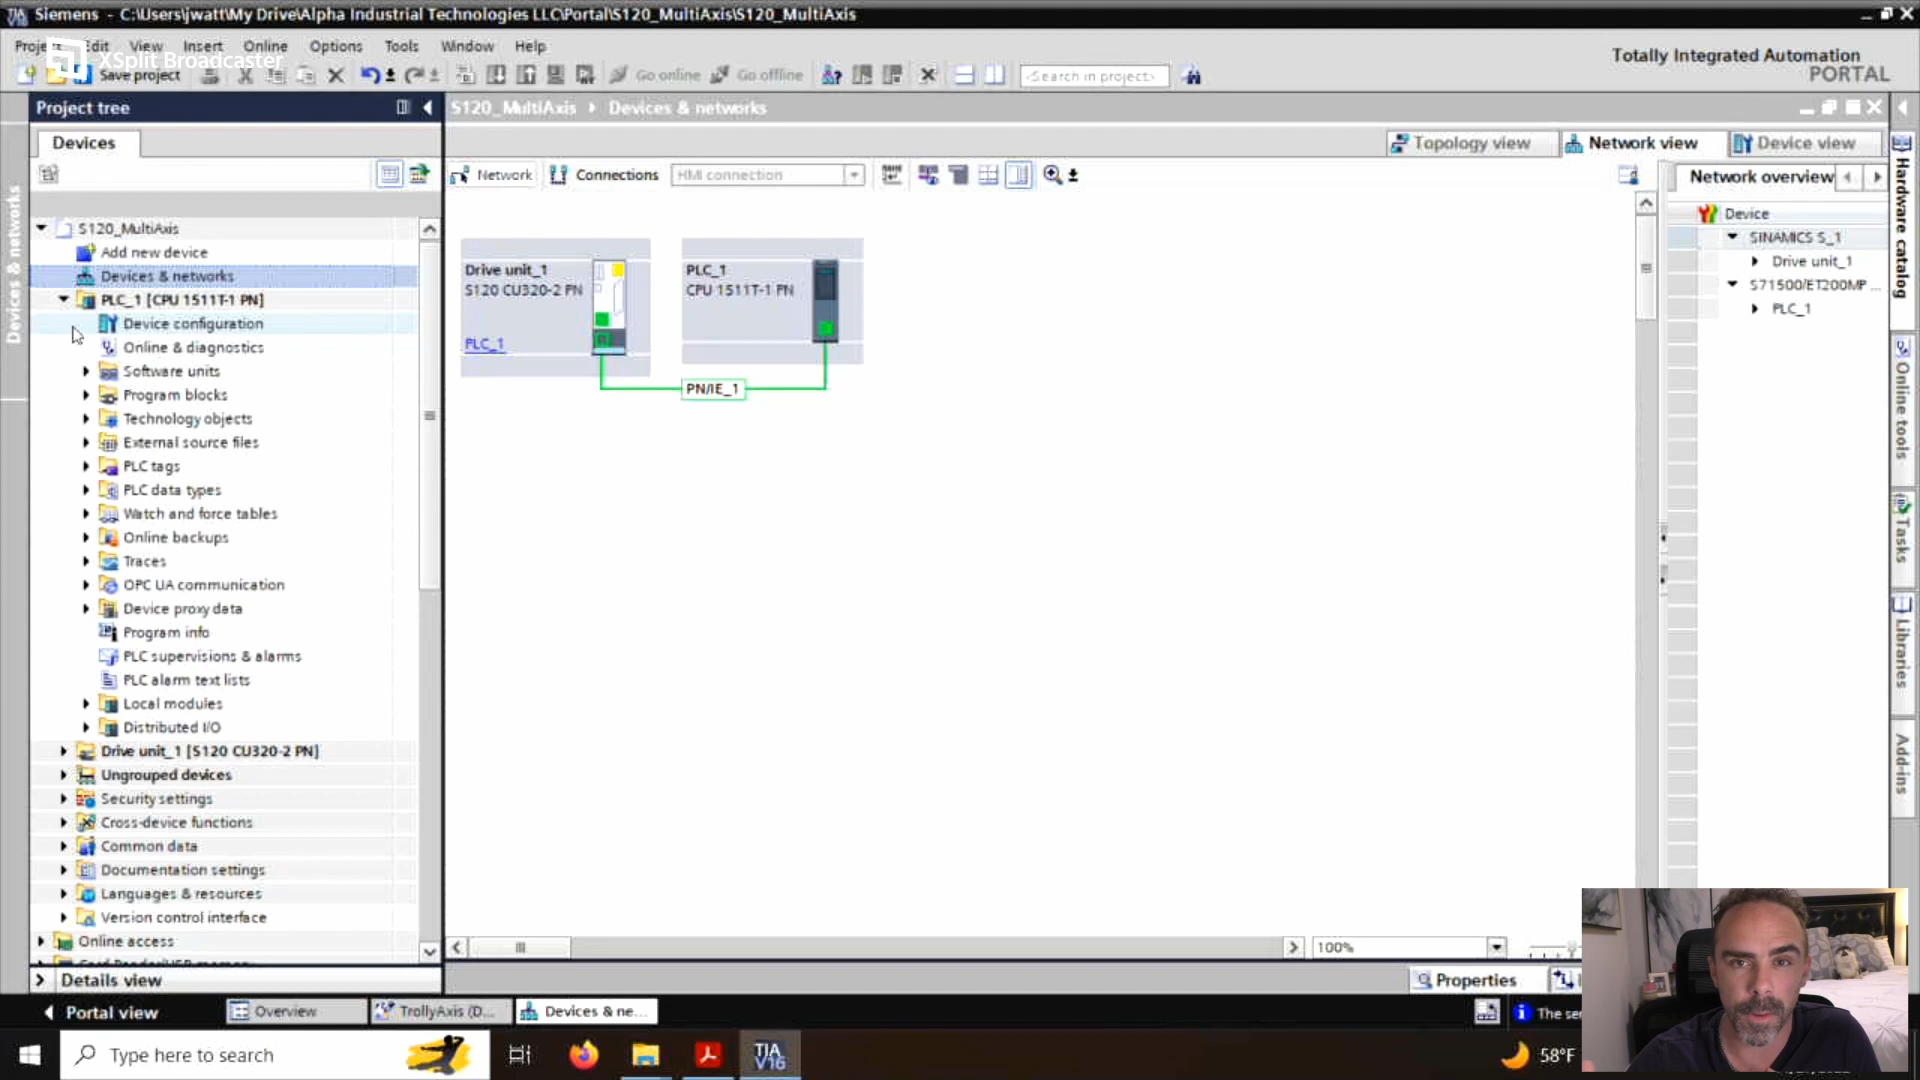 Siemens - C:\Users\jwatt\My Drive\Alpha Industrial Technologies LLC\Portal\S120_MultiAxis\S120_MultiAxis
Edit View Insert Online Options Tools Window Help
XSplit Broadcaster
Totally Integrated Automation
PORTAL
Save project Go online Go offline <Search in project>
Project tree
S120_MultiAxis Devices & networks
Devices
Topology view Network view Device view
Network Connections HMI connection
Network overview
Devices & networks
S120_MultiAxis
Add new device
Devices & networks
PLC_1 [CPU 1511T-1 PN]
Device configuration
Online & diagnostics
Software units
Program blocks
Technology objects
External source files
PLC tags
PLC data types
Watch and force tables
Online backups
Traces
OPC UA communication
Device proxy data
Program info
PLC supervisions & alarms
PLC alarm text lists
Local modules
Distributed I/O
Drive unit_1 [S120 CU320-2 PN]
Ungrouped devices
Security settings
Cross-device functions
Common data
Documentation settings
Languages & resources
Version control interface
Online access
Details view
Drive unit_1
S120 CU320-2 PN
PLC_1
PLC_1
CPU 1511T-1 PN
PN/IE_1
Device
SINAMICS S_1
Drive unit_1
S71500/ET200MP ...
PLC_1
Hardware catalog
Online tools
Tasks
Libraries
Add-ins
100%
Properties
Portal view Overview TrollyAxis (D... Devices & ne...
Type here to search
TIA
V16
58°F